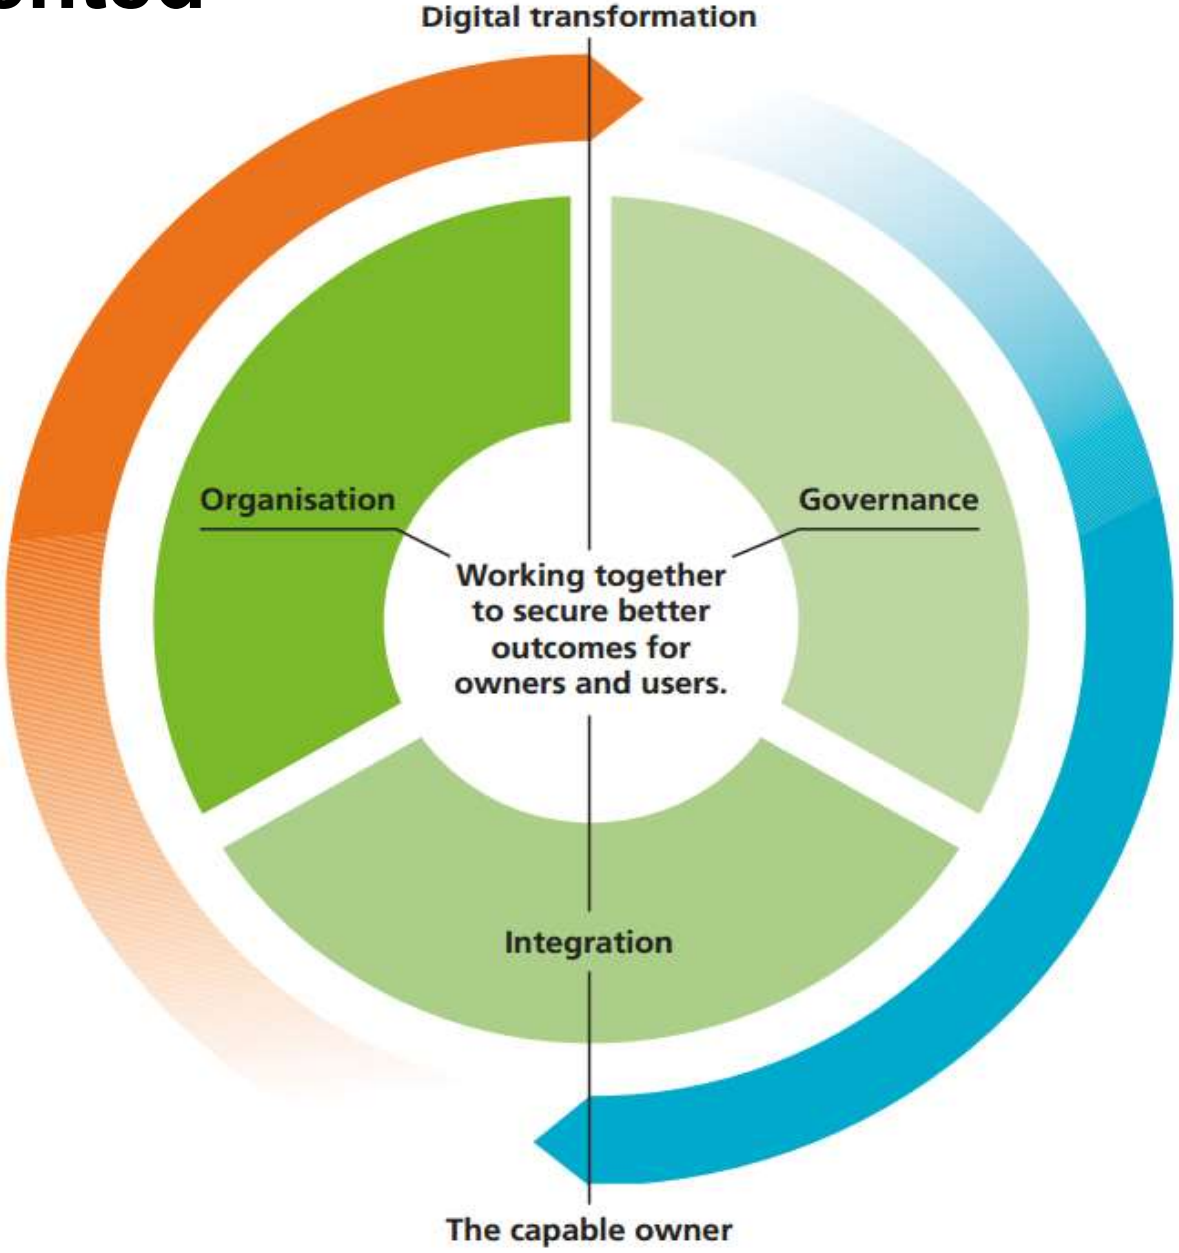 Digital transformation
Organisation
Governance
Working together
to secure better
outcomes for
owners and users.
Integration
The capable owner